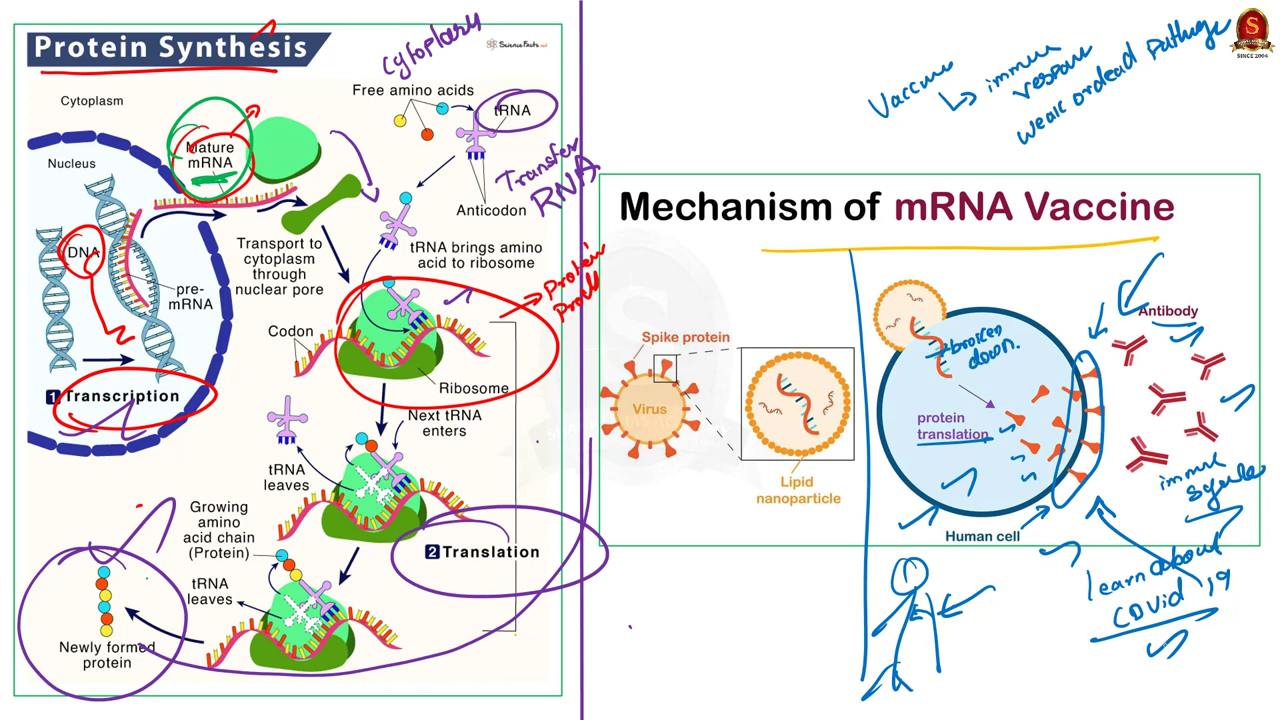 Protein Synthesis
ScienceFacts.net
Cytoplasm
Nucleus
Mature
mRNA
DNA
pre-
mRNA
1 Transcription
Free amino acids
tRNA
Transfer
RNA
Anticodon
Transport to
cytoplasm
through
nuclear pore
tRNA brings amino
acid to ribosome
Protein
Codon
Ribosome
Next tRNA
enters
tRNA
leaves
Growing
amino
acid chain
(Protein)
2 Translation
tRNA
leaves
Newly formed
protein
Vaccine
immune
weak or dead pathogen
S
SINCE 2004
Mechanism of mRNA Vaccine
Spike protein
Virus
Lipid
nanoparticle
broken
down.
protein
translation
Human cell
Antibody
immune
learn about
COVID 19